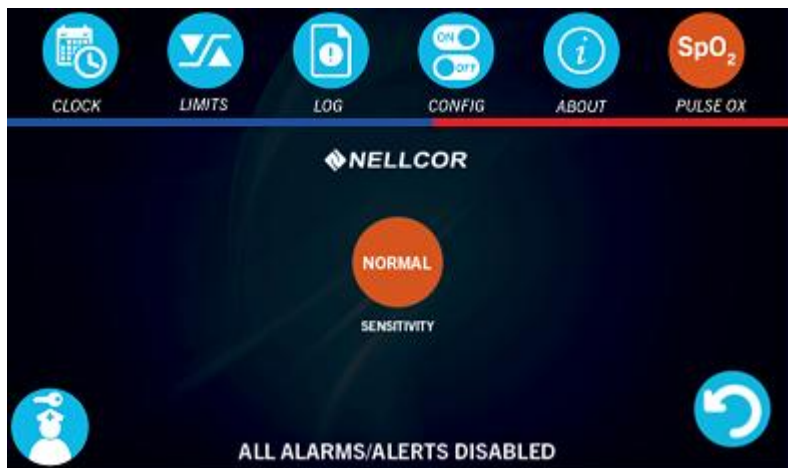 ON
OFF
SpO₂
CLOCK
LIMITS
LOG
CONFIG
ABOUT
PULSE OX
NELLCOR
NORMAL
SENSITIVITY
ALL ALARMS/ALERTS DISABLED